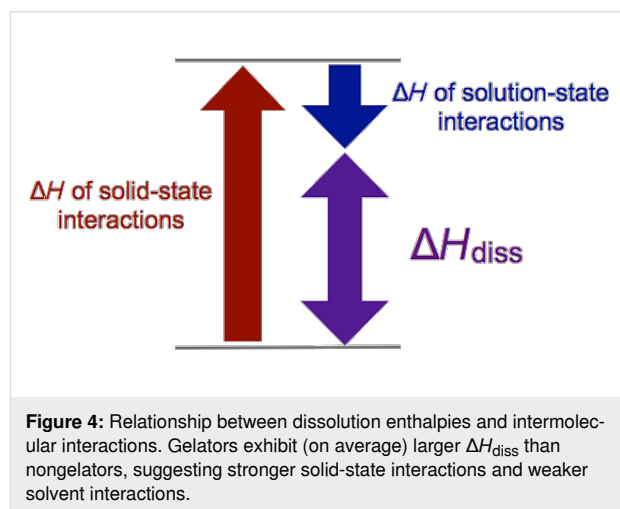 ΔH of solution-state
interactions
ΔH of solid-state
interactions
ΔHdiss
Figure 4: Relationship between dissolution enthalpies and intermolec-
ular interactions. Gelators exhibit (on average) larger ΔHdiss than
nongelators, suggesting stronger solid-state interactions and weaker
solvent interactions.